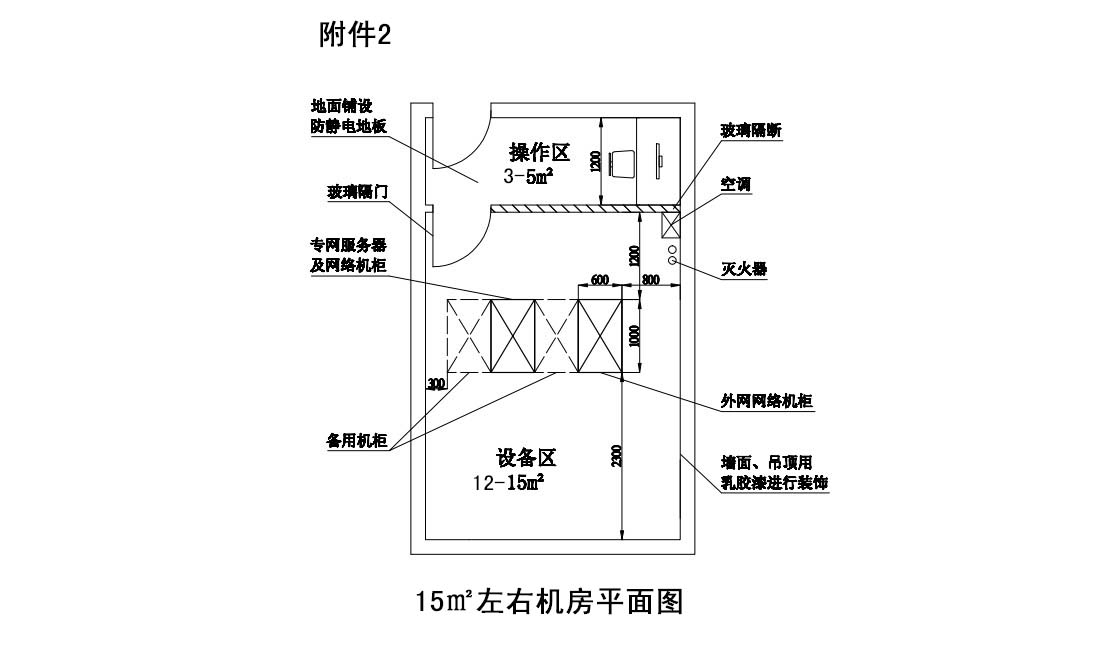 附件2
地面铺设
防静电地板
操作区
3-5㎡
1200
玻璃隔断
空调
玻璃隔门
专网服务器
及网络机柜
1200
灭火器
600
800
1000
300
外网网络机柜
备用机柜
设备区
12-15㎡
2300
墙面、吊顶用
乳胶漆进行装饰
15㎡左右机房平面图